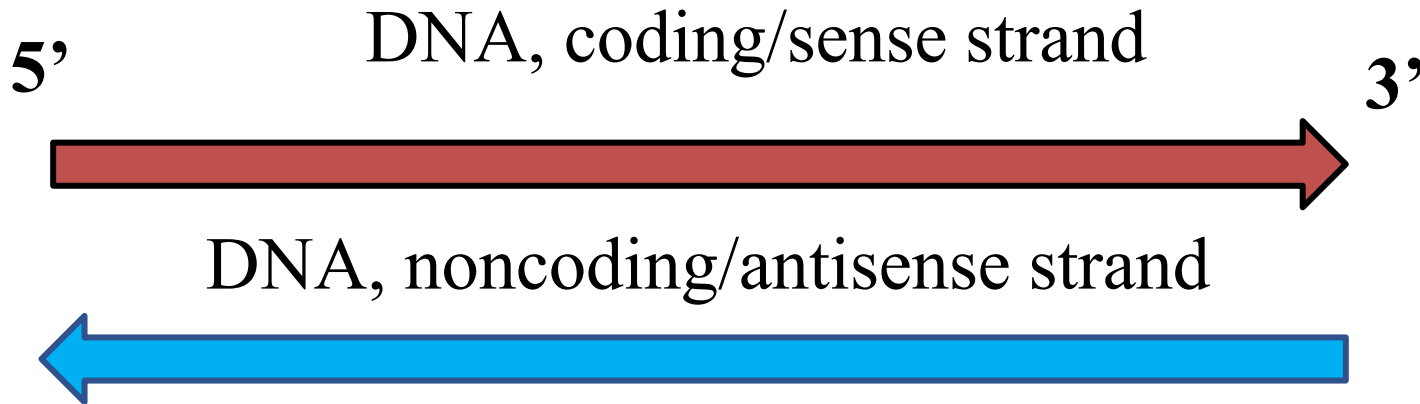 DNA, coding/sense strand
5’
3’
DNA, noncoding/antisense strand